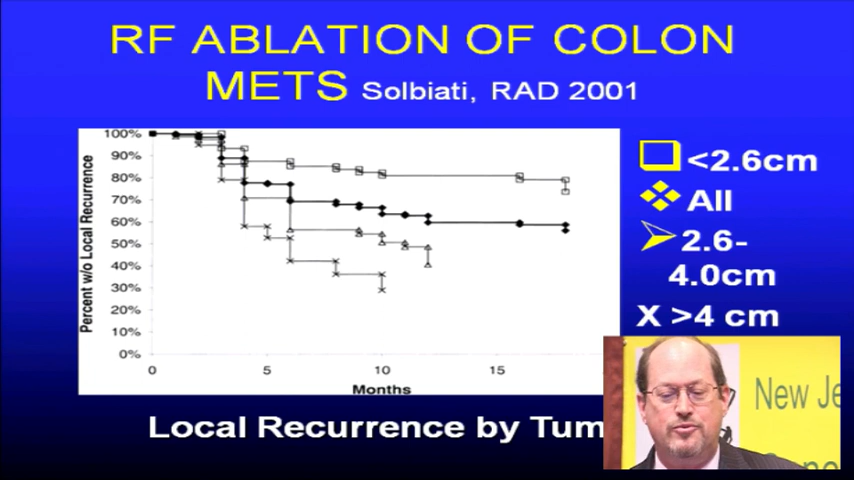 RF ABLATION OF COLON
METS Solbiati, RAD 2001
Percent w/o Local Recurrence
100%
90%
80%
70%
60%
50%
40%
30%
20%
10%
0%
0 5 10 15
Months
<2.6cm
All
2.6-
4.0cm
X >4 cm
Local Recurrence by Tum
New Je